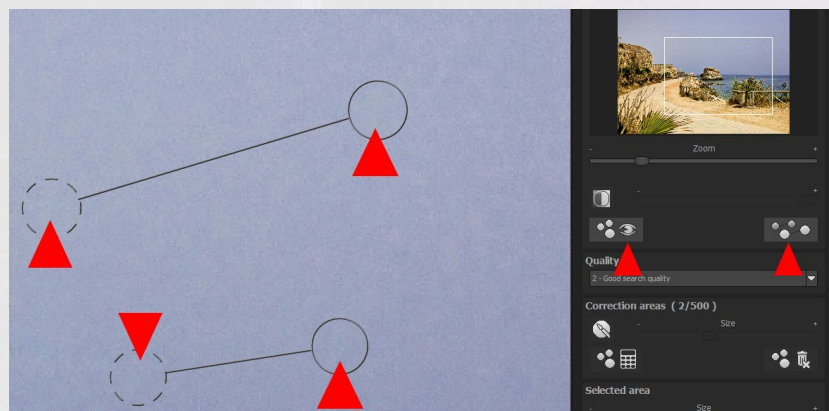 - Zoom +
- +
Quality
2 - Good search quality
Correction areas ( 2/500 )
- Size +
Selected area
- Size +